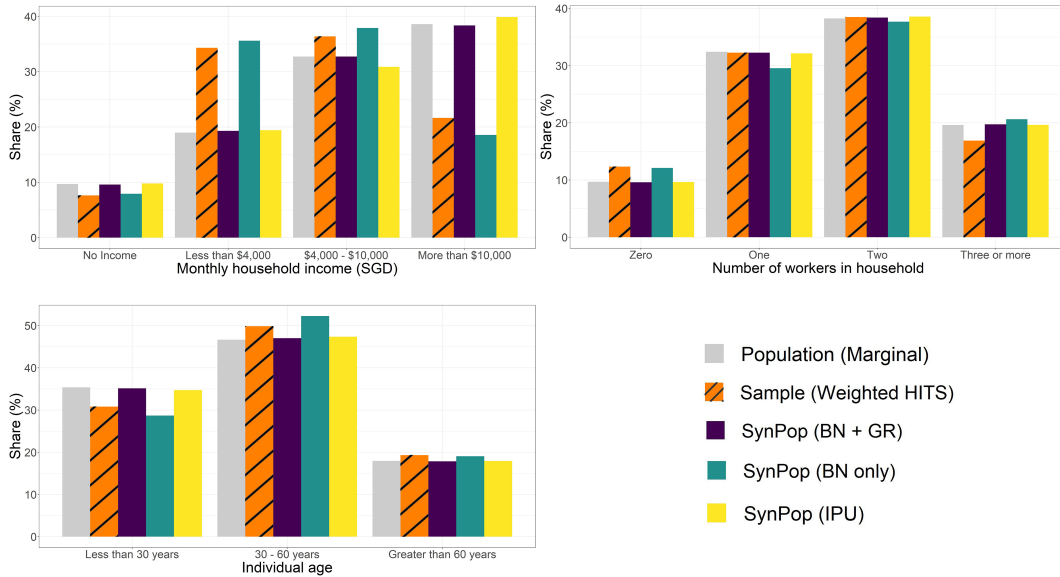 40
30
20
10
0
Share (%)
No Income
Less than $4,000
$4,000 - $10,000
More than $10,000
Monthly household income (SGD)
40
30
20
10
0
Share (%)
Zero
One
Two
Three or more
Number of workers in household
50
40
30
20
10
0
Share (%)
Less than 30 years
30 - 60 years
Greater than 60 years
Individual age
Population (Marginal)
Sample (Weighted HITS)
SynPop (BN + GR)
SynPop (BN only)
SynPop (IPU)